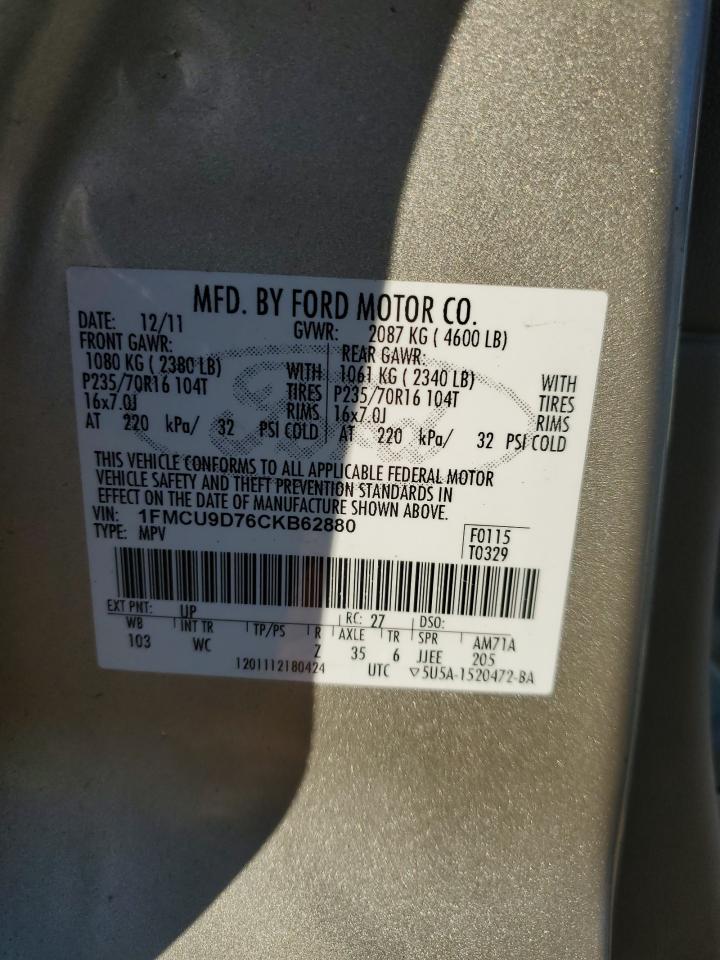 MFD. BY FORD MOTOR CO.
DATE: 12/11 GVWR: 2087 KG ( 4600 LB)
FRONT GAWR: REAR GAWR:
1080 KG ( 2380 LB) WITH 1061 KG ( 2340 LB) WITH
P235/70R16 104T TIRES P235/70R16 104T TIRES
16x7.0J RIMS 16x7.0J RIMS
AT 220 kPa/ 32 PSI COLD AT 220 kPa/ 32 PSI COLD
THIS VEHICLE CONFORMS TO ALL APPLICABLE FEDERAL MOTOR
VEHICLE SAFETY AND THEFT PREVENTION STANDARDS IN
EFFECT ON THE DATE OF MANUFACTURE SHOWN ABOVE.
VIN: 1FMCU9D76CKB62880
TYPE: MPV
F0115
T0329
EXT PNT: UP RC: 27 DSO:
WB INT TR TP/PS R AXLE TR SPR AM71A
103 WC Z 35 6 JJEE 205
1201112180424 UTC ▽5U5A-1520472-BA
Ford